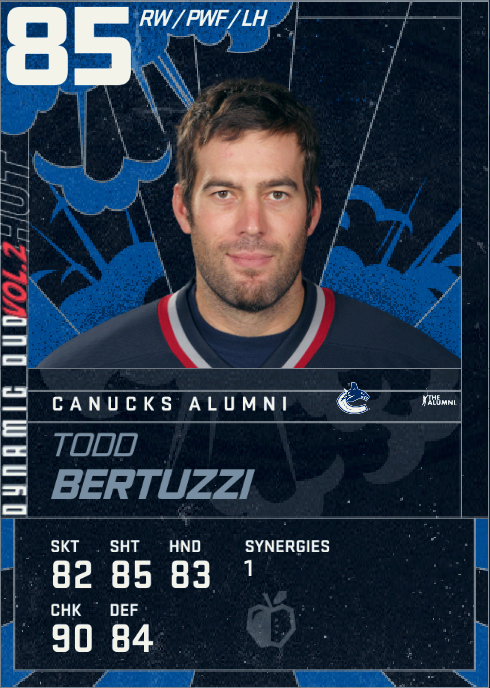 85
RW / PWF / LH
HUT
DYNAMIC DUO VOL.2
CANUCKS ALUMNI
THE ALUMNI
TODD
BERTUZZI
SKT SHT HND SYNERGIES
82 85 83 1
CHK DEF
90 84